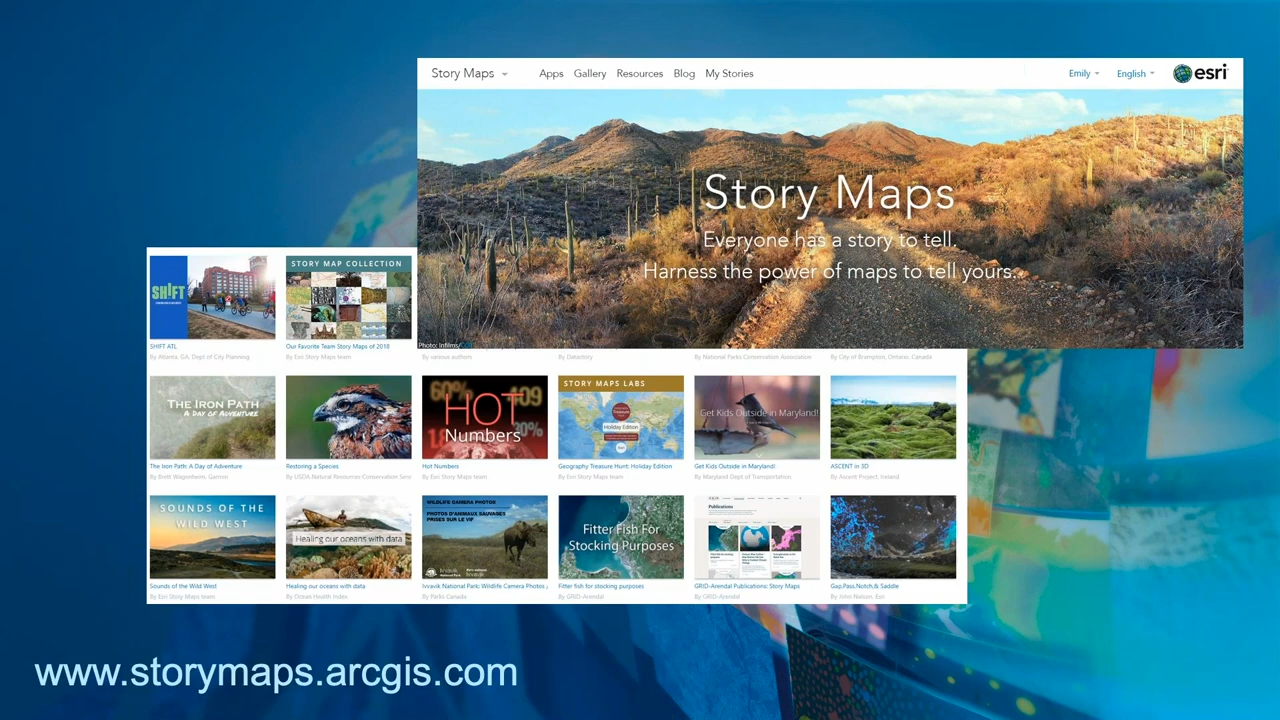 Story Maps
Apps Gallery Resources Blog My Stories
Emily
English
esri
Story Maps
Everyone has a story to tell.
Harness the power of maps to tell yours...
Photo: Infilms/
SHIFT
STORY MAP COLLECTION
SHIFT ATL
Our Favorite Team Story Maps of 2018
By Atlanta, GA. Dept of City Planning
By Esri Story Maps team
By various authors
By Datastory
By National Parks Conservation Association
By City of Brampton, Ontario, Canada
THE IRON PATH
A DAY OF ADVENTURE
HOT
Numbers
STORY MAPS LABS
Holiday Edition
Get Kids Outside in Maryland!
The Iron Path: A Day of Adventure
Restoring a Species
Hot Numbers
Geography Treasure Hunt: Holiday Edition
Get Kids Outside in Maryland!
ASCENT in 3D
By Brett Wagenheim, Garmin
By USDA Natural Resources Conservation Serv
By Esri Story Maps team
By Esri Story Maps team
By Maryland Dept of Transportation
By Ascent Project, Ireland
SOUNDS OF THE
WILD WEST
Healing our oceans with data
WILDLIFE CAMERA PHOTOS
PHOTOS D'ANIMAUX SAUVAGES
PRISES SUR LE VIF
Fitter Fish For
Stocking Purposes
Publications
Sounds of the Wild West
Healing our oceans with data
Ivvavik National Park: Wildlife Camera Photos
Fitter fish for stocking purposes
GRID-Arendal Publications: Story Maps
Gap,Pass,Notch,& Saddle
By Esri Story Maps team
By Ocean Health Index
By Parks Canada
By GRID-Arendal
By GRID-Arendal
By John Nelson, Esri
www.storymaps.arcgis.com